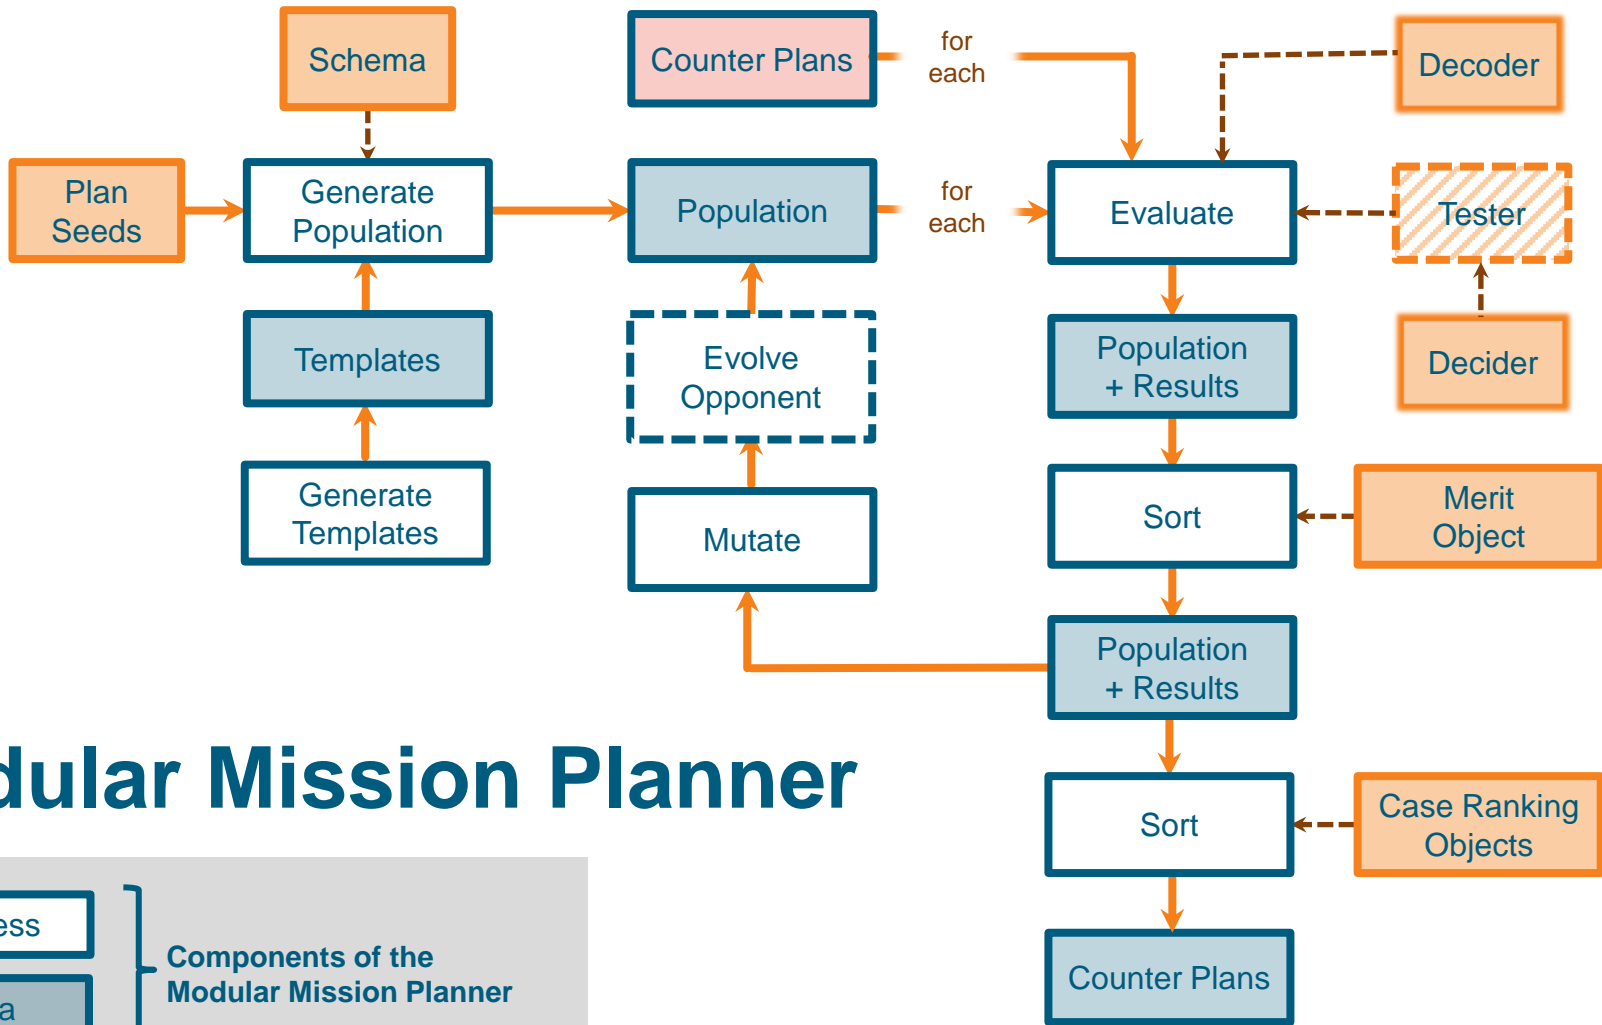 Schema
Counter Plans
for
each
Decoder
Plan
Seeds
Generate
Population
Population
for
each
Evaluate
Tester
Templates
Evolve
Opponent
Population
+ Results
Decider
Generate
Templates
Mutate
Sort
Merit
Object
Population
+ Results
dular Mission Planner
Sort
Case Ranking
Objects
ess
Components of the
Modular Mission Planner
a
Counter Plans